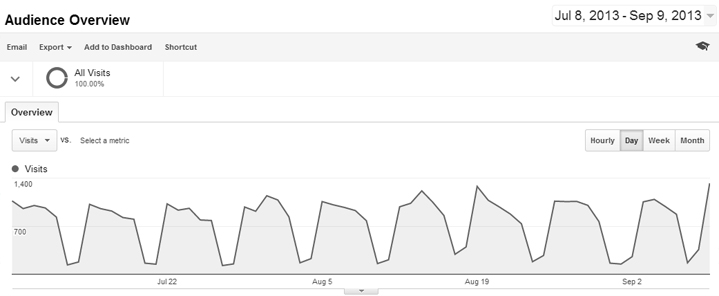 Audience Overview
Jul 8, 2013 - Sep 9, 2013
Email Export Add to Dashboard Shortcut
All Visits
100.00%
Overview
Visits VS. Select a metric
Hourly Day Week Month
Visits
1,400
700
Jul 22 Aug 5 Aug 19 Sep 2